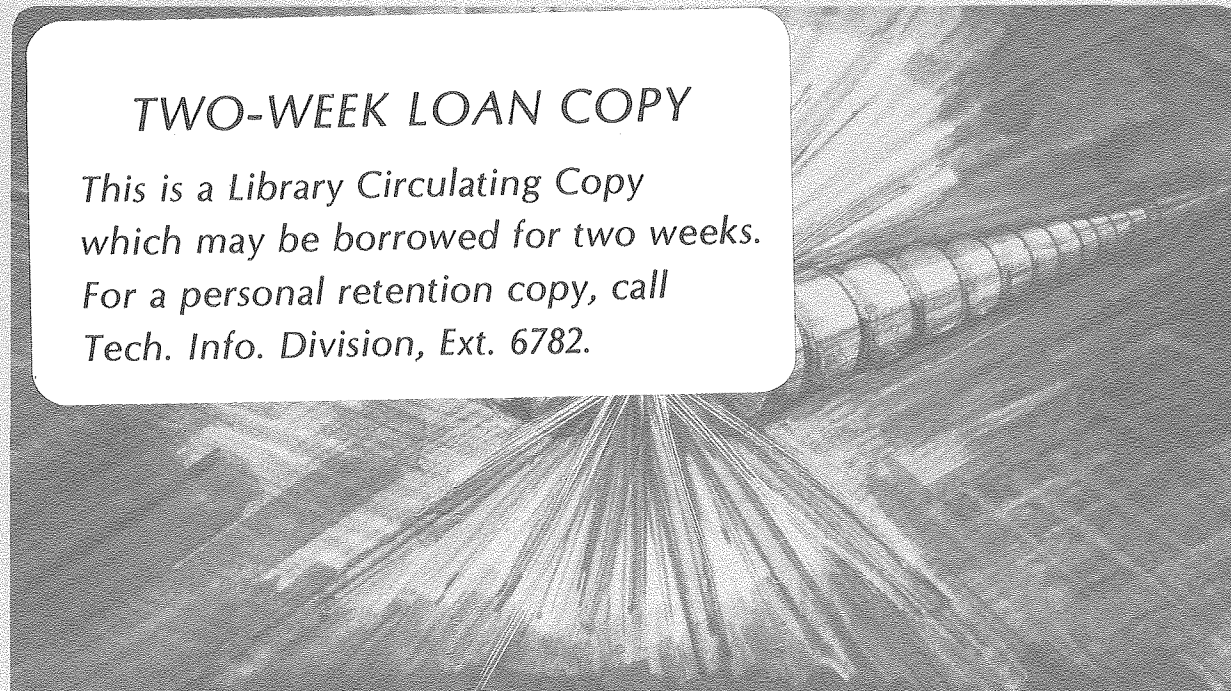 TWO-WEEK LOAN COPY
This is a Library Circulating Copy
which may be borrowed for two weeks.
For a personal retention copy, call
Tech. Info. Division, Ext. 6782.